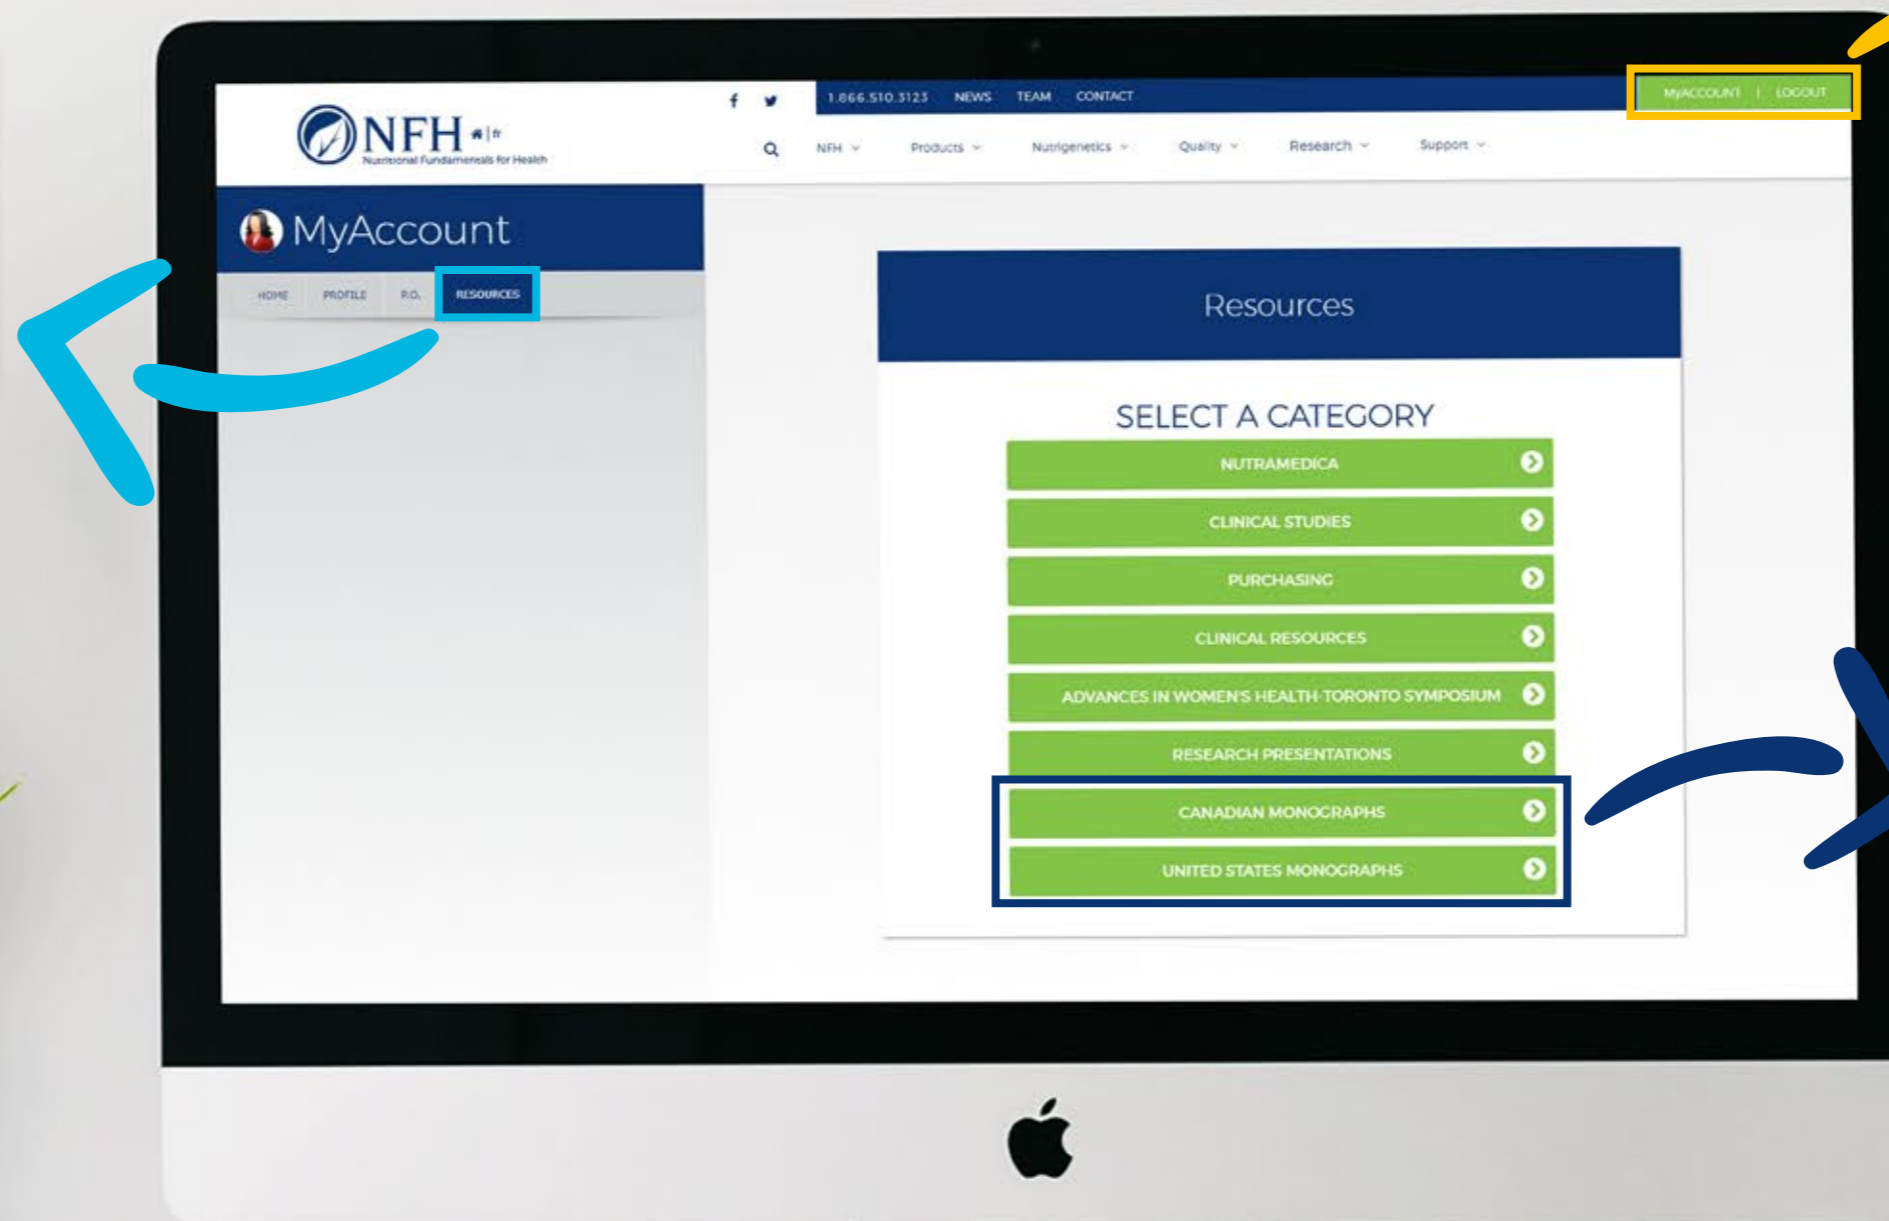 1.866.510.3123 NEWS TEAM CONTACT
MyACCOUNT | LOGOUT
NFH | fr
Nutritional Fundamentals for Health
NFH Products Nutrigenetics Quality Research Support
MyAccount
HOME PROFILE P.O. RESOURCES
Resources
SELECT A CATEGORY
NUTRAMEDICA
CLINICAL STUDIES
PURCHASING
CLINICAL RESOURCES
ADVANCES IN WOMEN'S HEALTH-TORONTO SYMPOSIUM
RESEARCH PRESENTATIONS
CANADIAN MONOGRAPHS
UNITED STATES MONOGRAPHS